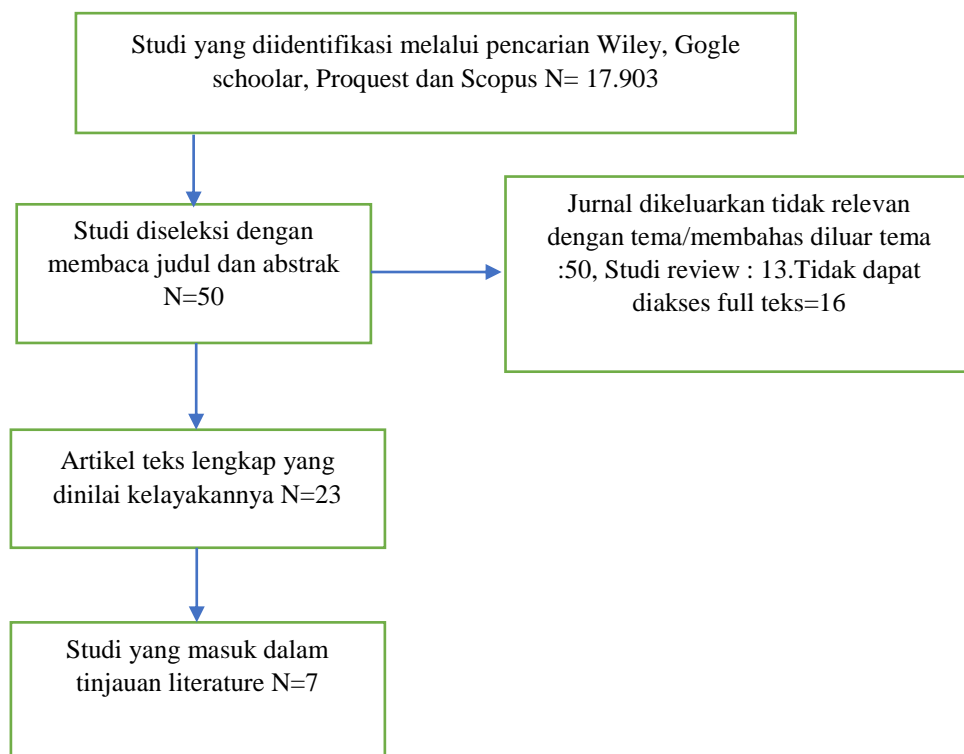 Studi yang diidentifikasi melalui pencarian Wiley, Gogle
schoolar, Proquest dan Scopus N= 17.903
Studi diseleksi dengan
membaca judul dan abstrak
N=50
Jurnal dikeluarkan tidak relevan
dengan tema/membahas diluar tema
:50, Studi review : 13.Tidak dapat
diakses full teks=16
Artikel teks lengkap yang
dinilai kelayakannya N=23
Studi yang masuk dalam
tinjauan literature N=7